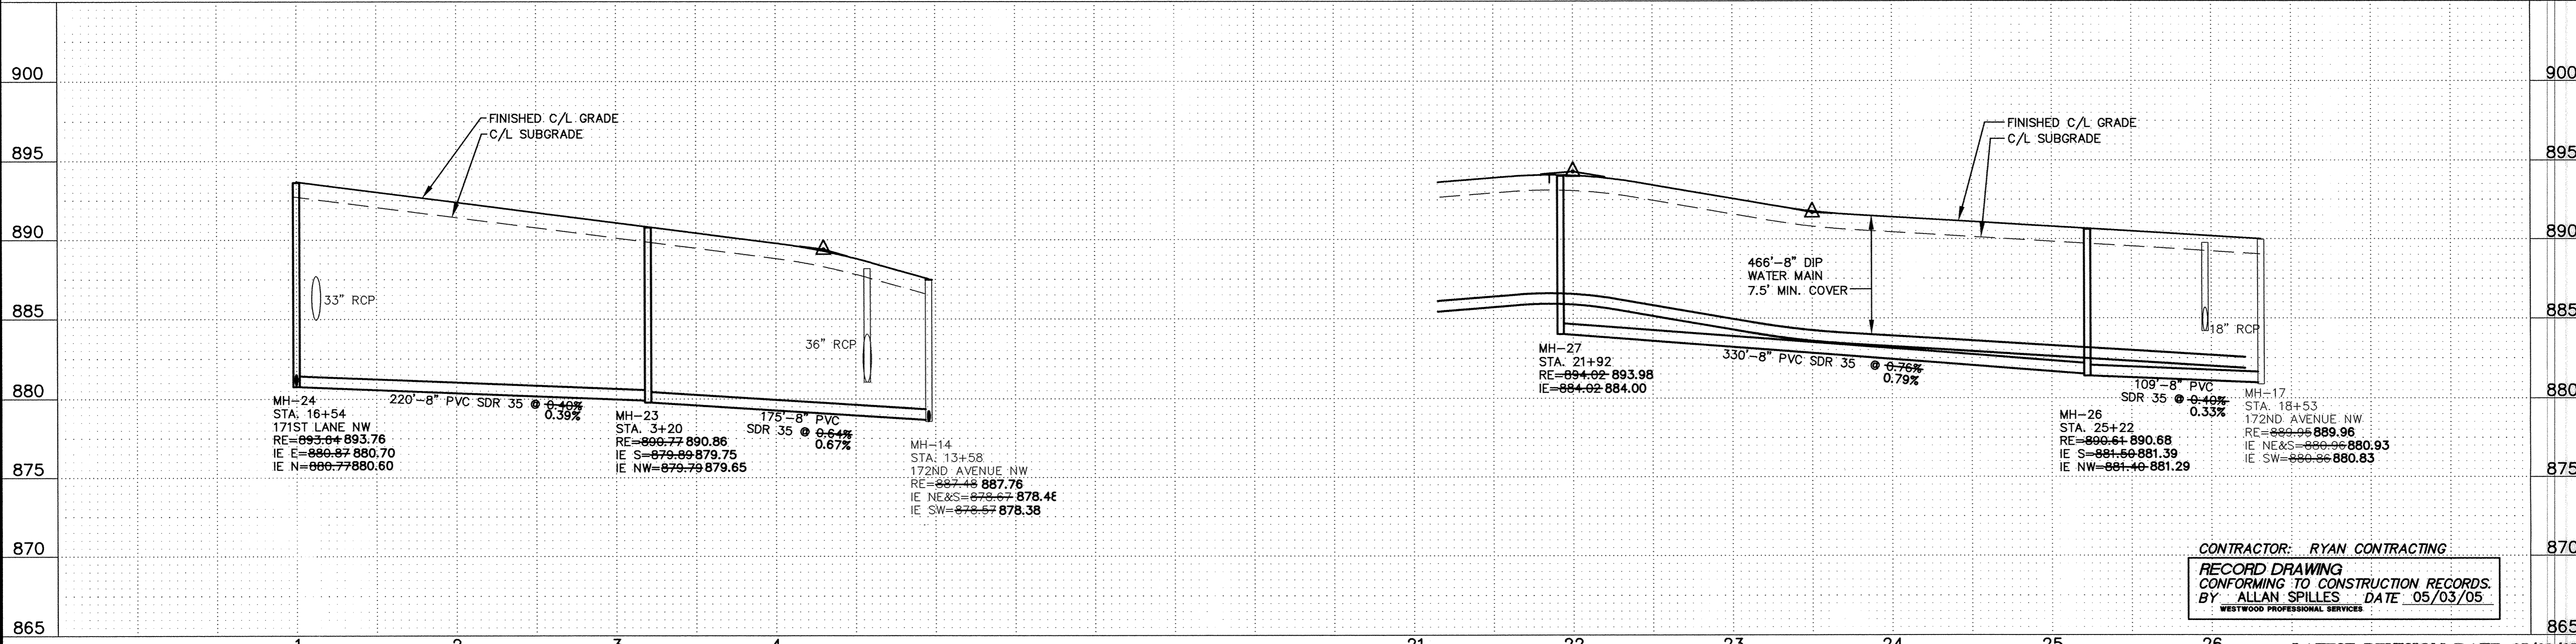 900
895
890
885
880
875
870
865
FINISHED C/L GRADE
C/L SUBGRADE
33" RCP
36" RCP
MH-24
STA. 16+54
171ST LANE NW
RE=893.84 893.76
IE E=880.87 880.70
IE N=880.77 880.60
220'-8" PVC SDR 35 @ 0.40%
0.39%
MH-23
STA. 3+20
RE=890.77 890.86
IE S=879.89 879.75
IE NW=879.79 879.65
175'-8" PVC
SDR 35 @ 0.64%
0.67%
MH-14
STA. 13+58
172ND AVENUE NW
RE=887.48 887.76
IE NE&S=878.67 878.48
IE SW=878.57 878.38
FINISHED C/L GRADE
C/L SUBGRADE
466'-8" DIP
WATER MAIN
7.5' MIN. COVER
18" RCP
MH-27
STA. 21+92
RE=894.02 893.98
IE=884.02 884.00
330'-8" PVC SDR 35 @ 0.76%
0.79%
109'-8" PVC
SDR 35 @ 0.40%
0.33%
MH-26
STA. 25+22
RE=890.61 890.68
IE S=881.50 881.39
IE NW=881.40 881.29
MH-17
STA. 18+53
172ND AVENUE NW
RE=889.95 889.96
IE NE&S=880.96 880.93
IE SW=880.86 880.83
900
895
890
885
880
875
870
865
CONTRACTOR: RYAN CONTRACTING
RECORD DRAWING
CONFORMING TO CONSTRUCTION RECORDS.
BY ALLAN SPILLES DATE 05/03/05
WESTWOOD PROFESSIONAL SERVICES
1 2 3 4 21 22 23 24 25 26